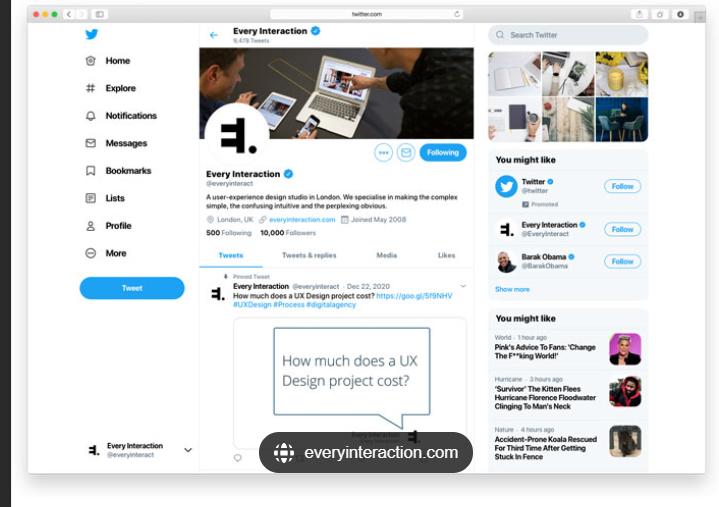 twitter.com
Home
Explore
Notifications
Messages
Bookmarks
Lists
Profile
More
Tweet
Every Interaction
@everyinteract
Every Interaction
9,478 Tweets
Following
Every Interaction
@everyinteract
A user-experience design studio in London. We specialise in making the complex
simple, the confusing intuitive and the perplexing obvious.
London, UK everyinteraction.com Joined May 2008
500 Following 10,000 Followers
Tweets Tweets & replies Media Likes
Pinned Tweet
Every Interaction @everyinteract · Dec 22, 2020
How much does a UX Design project cost? https://goo.gl/5f9NHV
#UXDesign #Process #digitalagency
How much does a UX
Design project cost?
everyinteraction.com
Search Twitter
You might like
Twitter
@twitter
Follow
Promoted
Every Interaction
@EveryInteract
Follow
Barak Obama
@BarakObama
Follow
Show more
You might like
World · 1 hour ago
Pink's Advice To Fans: 'Change
The F**king World!'
Hurricane · 3 hours ago
'Survivor' The Kitten Flees
Hurricane Florence Floodwater
Clinging To Man's Neck
Nature · 4 hours ago
Accident-Prone Koala Rescued
For Third Time After Getting
Stuck In Fence